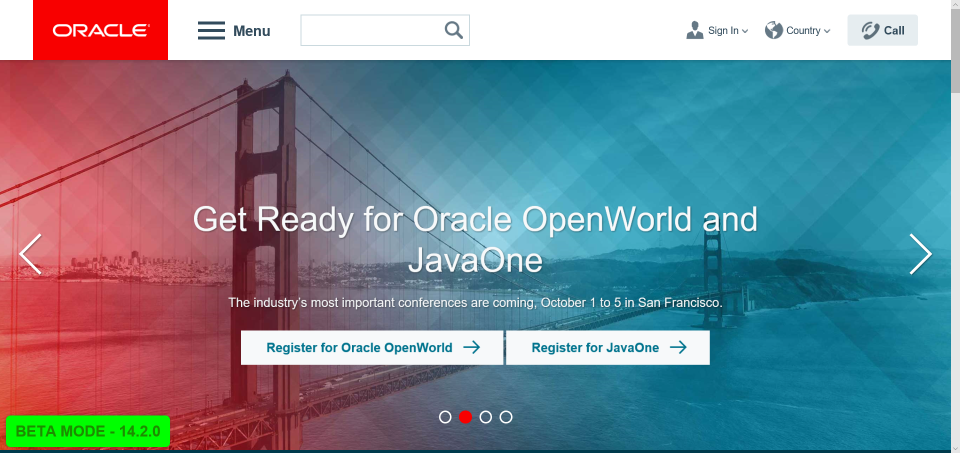 ORACLE
Menu
Sign In
Country
Call
Get Ready for Oracle OpenWorld and
JavaOne
The industry's most important conferences are coming, October 1 to 5 in San Francisco.
Register for Oracle OpenWorld
Register for JavaOne
BETA MODE - 14.2.0